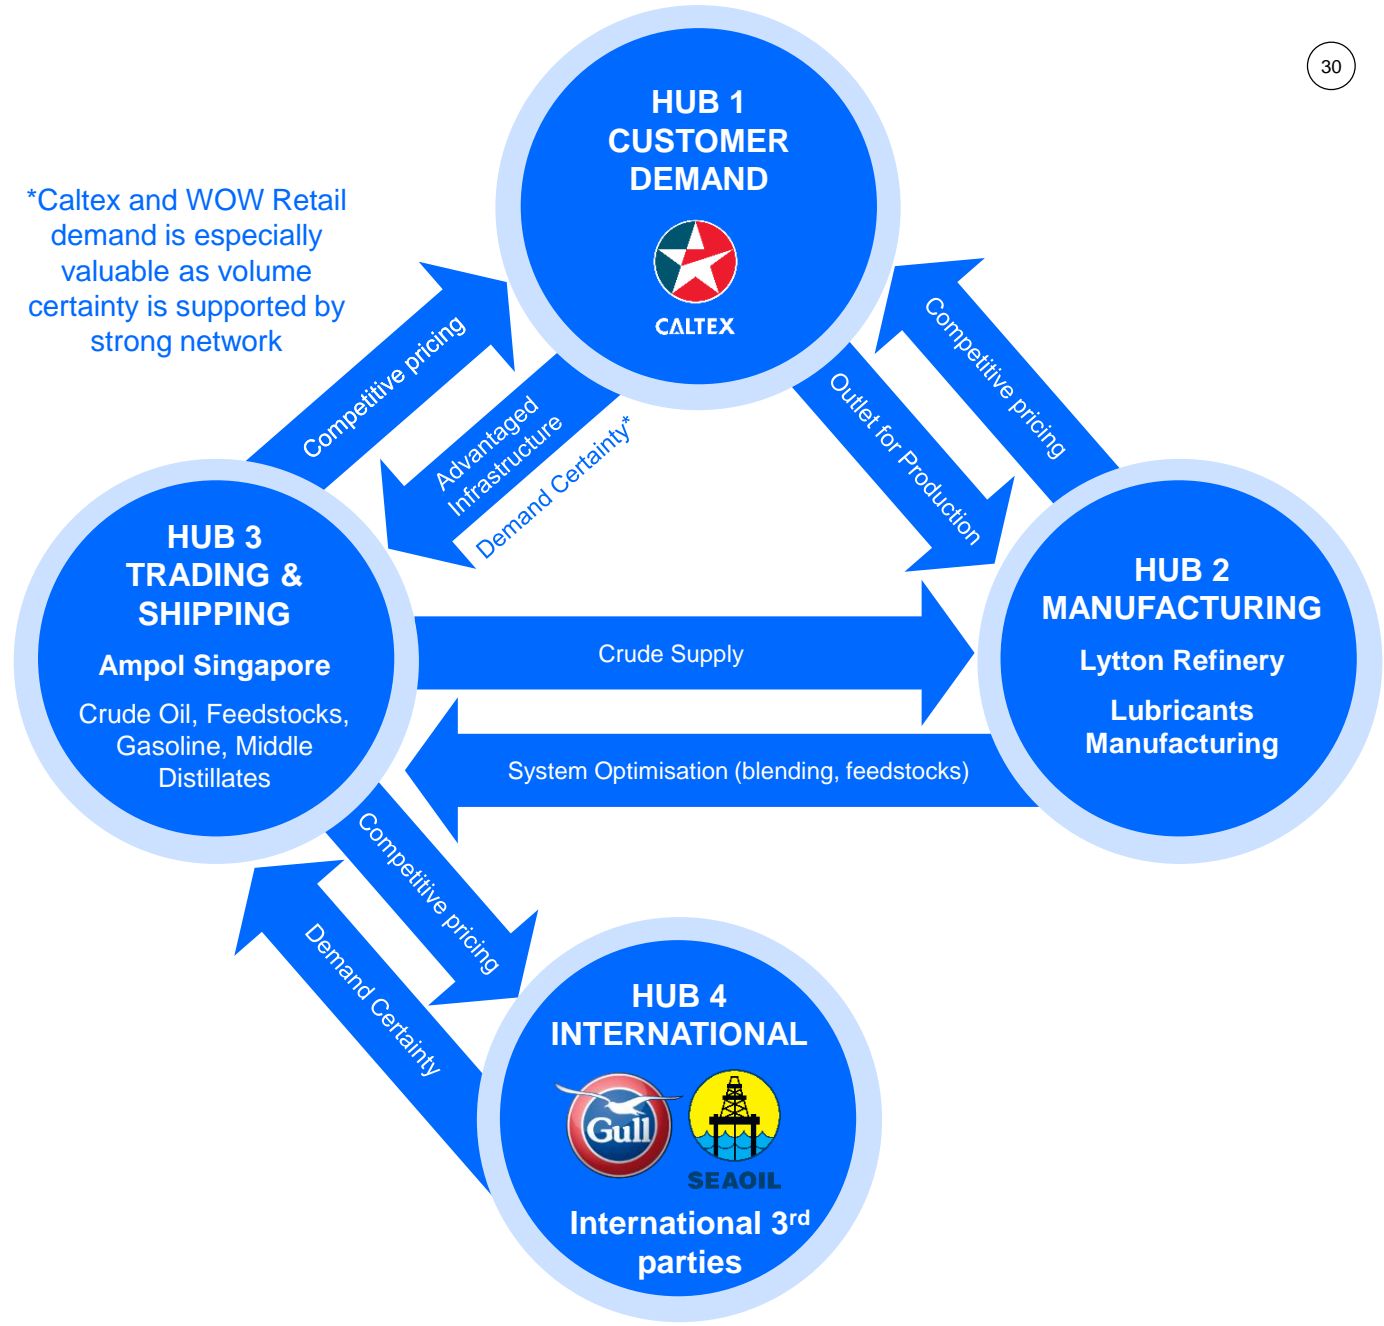 30
HUB 1
CUSTOMER
DEMAND
CALTEX
*Caltex and WOW Retail
demand is especially
valuable as volume
certainty is supported by
strong network
Competitive pricing
Advantaged
Infrastructure
Demand Certainty*
Competitive pricing
Outlet for Production
HUB 3
TRADING &
SHIPPING
Ampol Singapore
Crude Oil, Feedstocks,
Gasoline, Middle
Distillates
HUB 2
MANUFACTURING
Lytton Refinery
Lubricants
Manufacturing
Crude Supply
System Optimisation (blending, feedstocks)
Competitive pricing
Demand Certainty
HUB 4
INTERNATIONAL
Gull
SEAOIL
International 3rd
parties